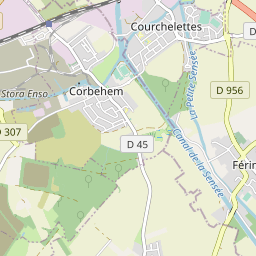 Courchelettes
Stora Enso
Corbehem
La Petite Sensée
D 956
D 307
D 45
Canal de la Sensée
Férin